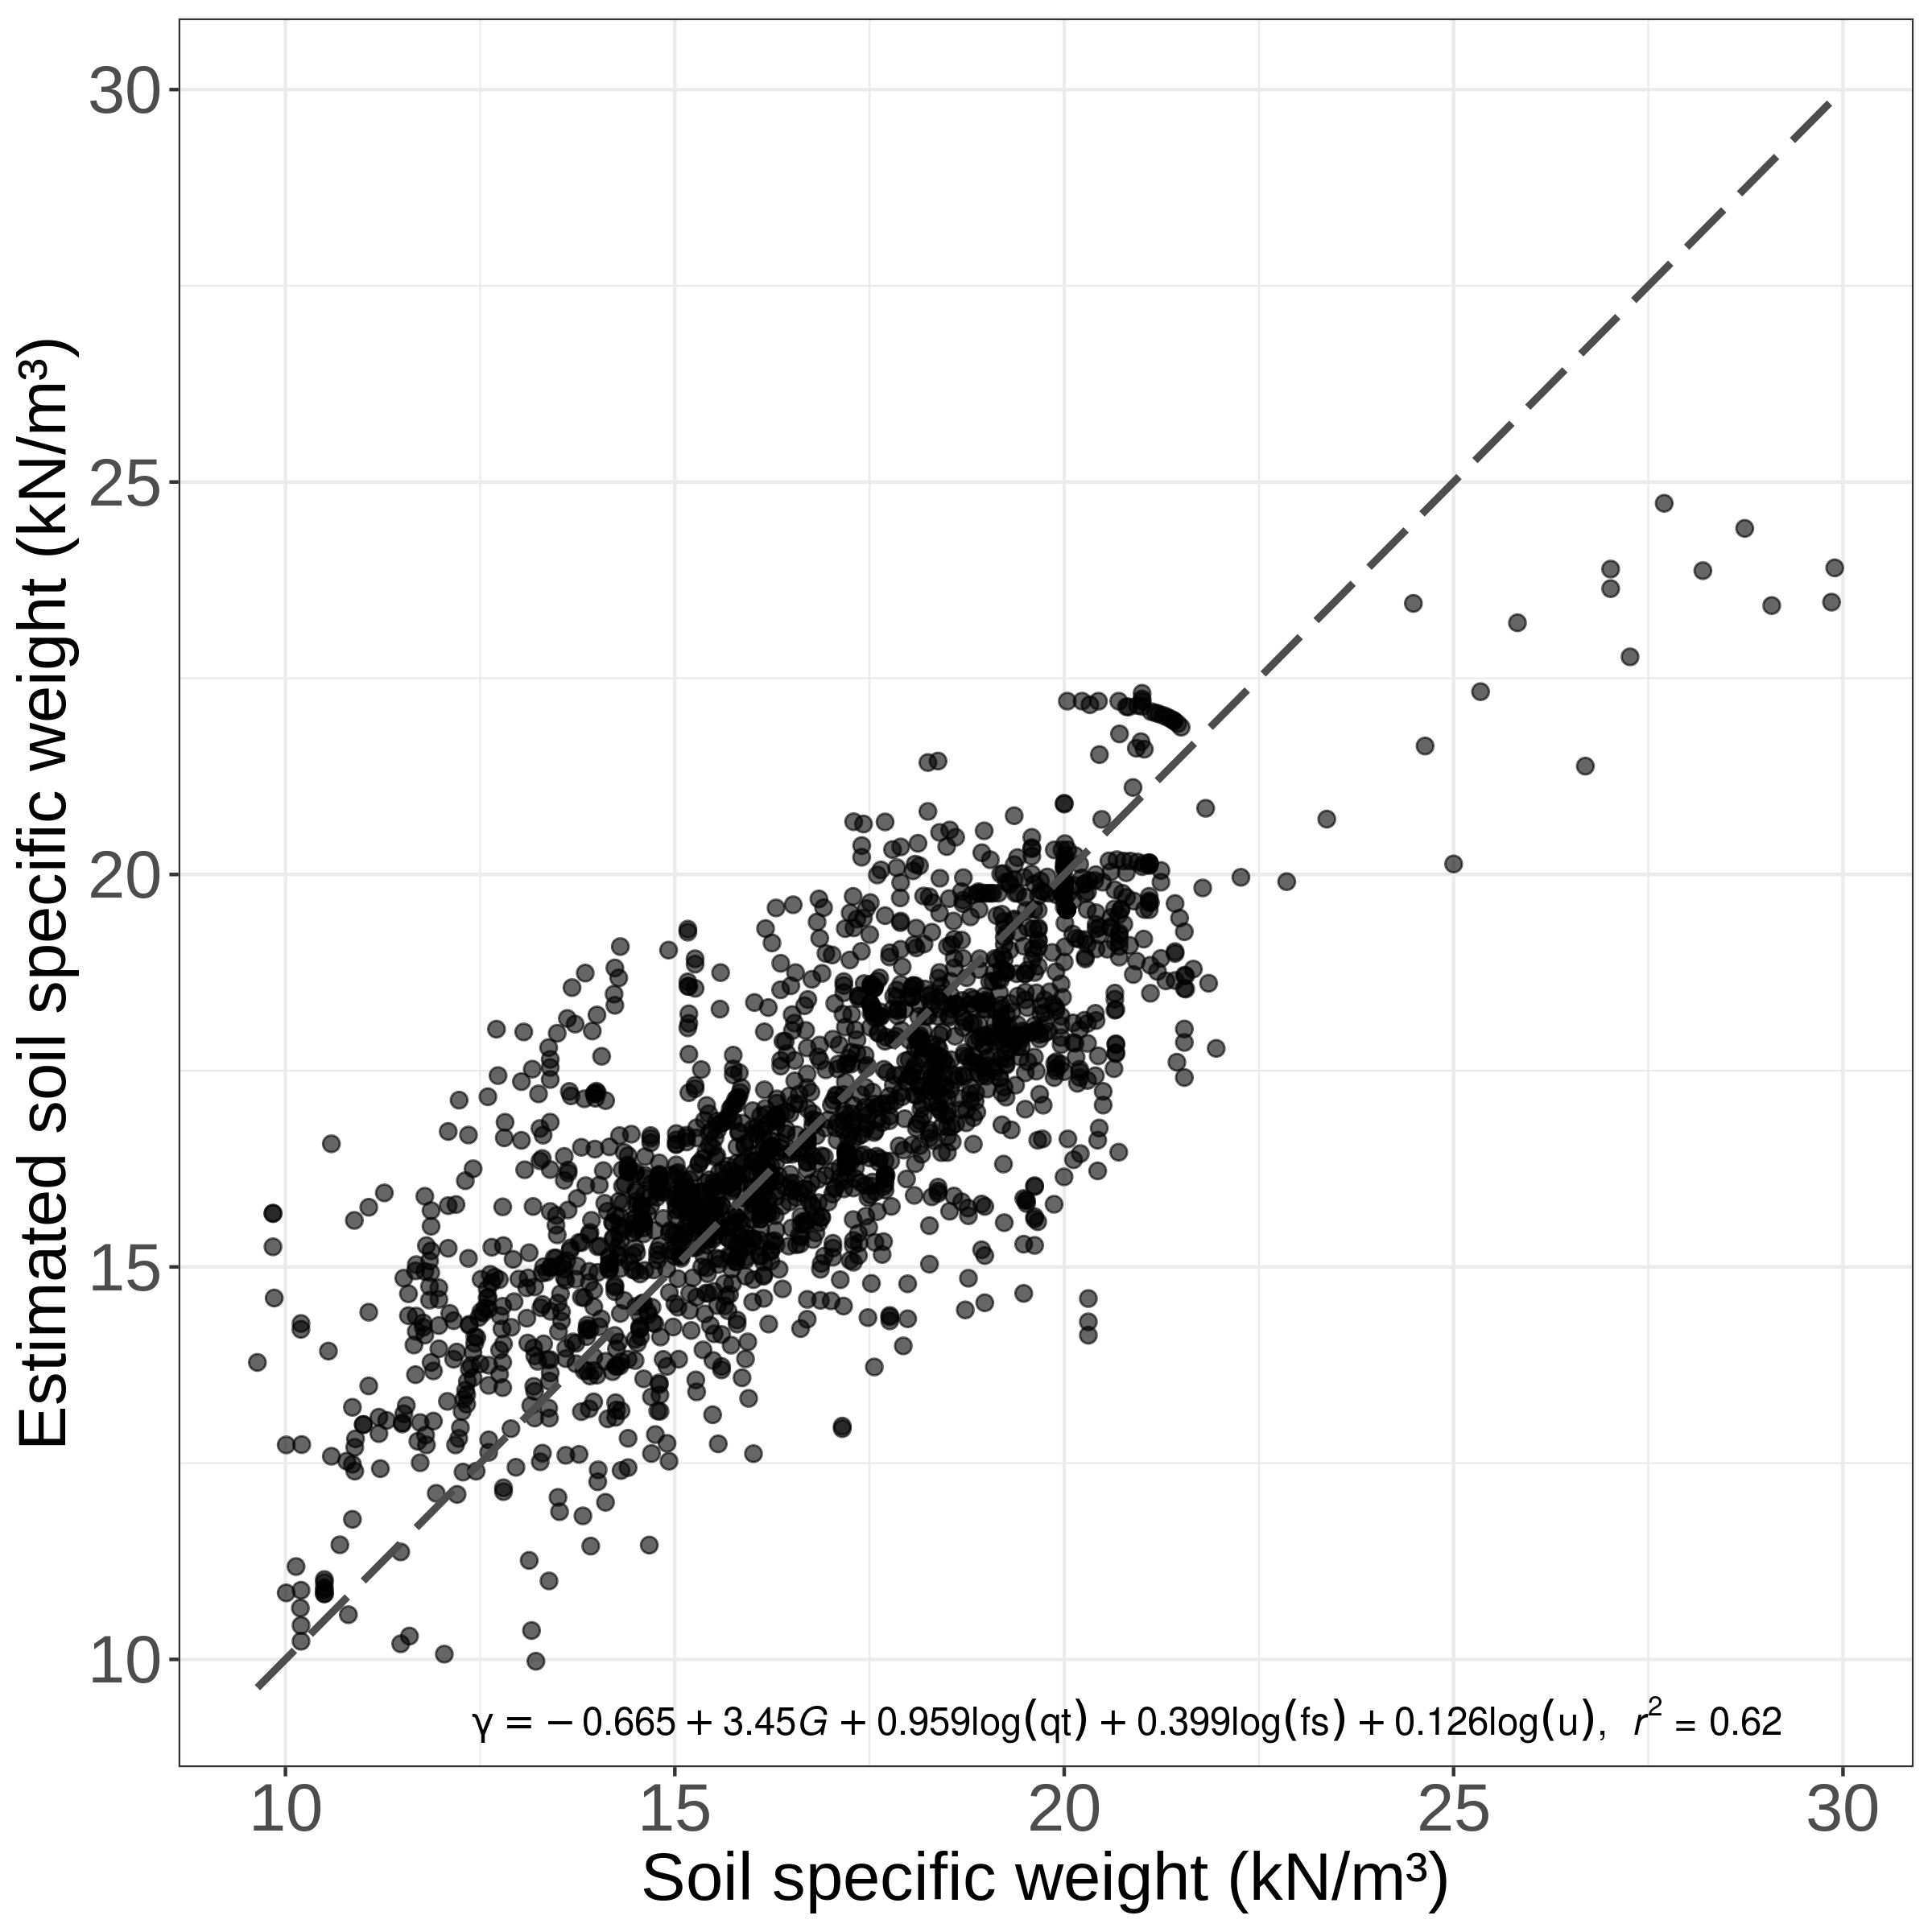 Estimated soil specific weight (kN/m³)
30
25
20
15
10
γ = − 0.665 + 3.45G + 0.959log(qt) + 0.399log(fs) + 0.126log(u), r² = 0.62
10 15 20 25 30
Soil specific weight (kN/m³)